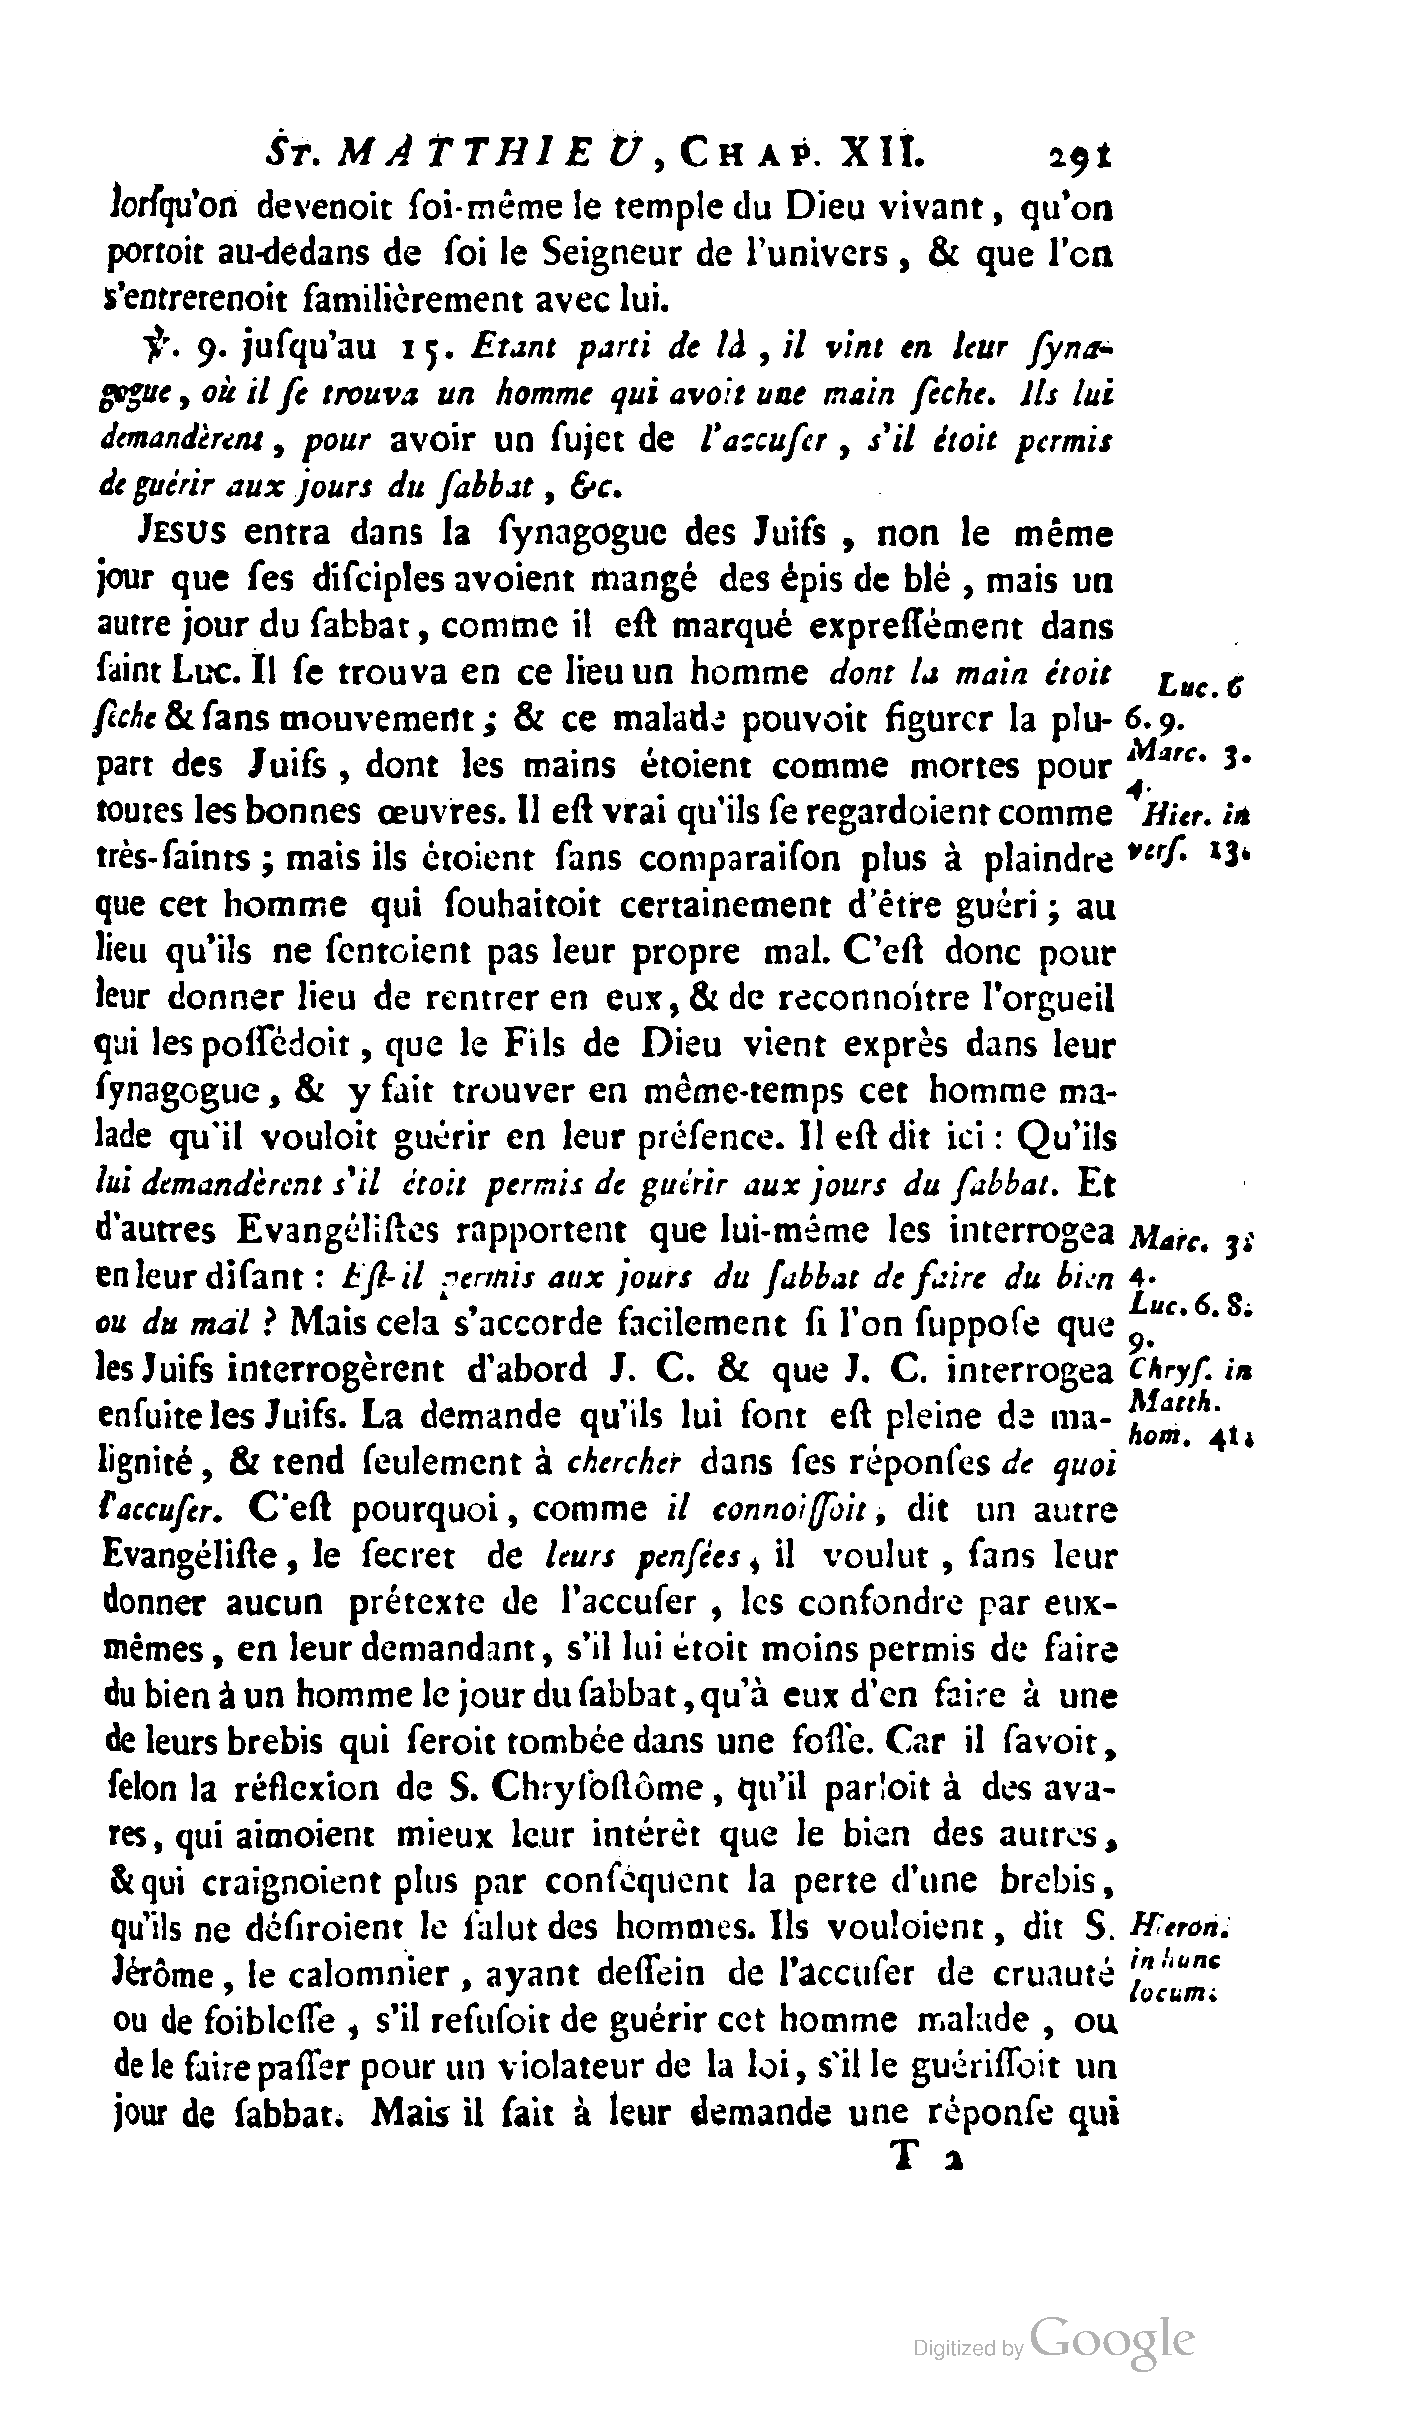 ST. MATTHIEU, CHAP. XII. 291
lorſqu'on devenoit ſoi-même le temple du Dieu vivant, qu'on
portoit au-dedans de ſoi le Seigneur de l'univers, & que l'on
s'entretenoit familièrement avec lui.
℣. 9. juſqu'au 15. Etant parti de là, il vint en leur ſyna-
gogue, où il ſe trouva un homme qui avoit une main ſeche. Ils lui
demandèrent, pour avoir un ſujet de l'accuſer, s'il étoit permis
de guérir aux jours du ſabbat, &c.
JESUS entra dans la ſynagogue des Juifs, non le même
jour que ſes diſciples avoient mangé des épis de blé, mais un
autre jour du ſabbat, comme il eſt marqué expreſſément dans
ſaint Luc. Il ſe trouva en ce lieu un homme dont la main étoit
Luc. 6
ſeche & ſans mouvement; & ce malade pouvoit figurer la plu-
6. 9.
part des Juifs, dont les mains étoient comme mortes pour
Marc. 3.
4.
toutes les bonnes œuvres. Il eſt vrai qu'ils ſe regardoient comme
Hier. in
très-ſaints; mais ils étoient ſans comparaiſon plus à plaindre
verſ. 13.
que cet homme qui ſouhaitoit certainement d'être guéri; au
lieu qu'ils ne ſentoient pas leur propre mal. C'eſt donc pour
leur donner lieu de rentrer en eux, & de reconnoître l'orgueil
qui les poſſédoit, que le Fils de Dieu vient exprès dans leur
ſynagogue, & y fait trouver en même-temps cet homme ma-
lade qu'il vouloit guérir en leur préſence. Il eſt dit ici: Qu'ils
lui demandèrent s'il étoit permis de guérir aux jours du ſabbat. Et
d'autres Evangéliſtes rapportent que lui-même les interrogea
Marc. 3.
en leur diſant: Eſt-il permis aux jours du ſabbat de faire du bien
4.
ou du mal? Mais cela s'accorde facilement ſi l'on ſuppoſe que
Luc. 6. 8.
9.
les Juifs interrogèrent d'abord J. C. & que J. C. interrogea
Chryſ. in
enſuite les Juifs. La demande qu'ils lui font eſt pleine de ma-
Matth.
hom. 41.
lignité, & tend ſeulement à chercher dans ſes réponſes de quoi
l'accuſer. C'eſt pourquoi, comme il connoiſſoit, dit un autre
Evangéliſte, le ſecret de leurs penſées, il voulut, ſans leur
donner aucun prétexte de l'accuſer, les confondre par eux-
mêmes, en leur demandant, s'il lui étoit moins permis de faire
du bien à un homme le jour du ſabbat, qu'à eux d'en faire à une
de leurs brebis qui ſeroit tombée dans une foſſe. Car il ſavoit,
ſelon la réflexion de S. Chryſoſtôme, qu'il parloit à des ava-
res, qui aimoient mieux leur intérêt que le bien des autres,
& qui craignoient plus par conſéquent la perte d'une brebis,
qu'ils ne déſiroient le ſalut des hommes. Ils vouloient, dit S.
Hieron.
Jérôme, le calomnier, ayant deſſein de l'accuſer de cruauté
in hunc
locum.
ou de foibleſſe, s'il refuſoit de guérir cet homme malade, ou
de le faire paſſer pour un violateur de la loi, s'il le guériſſoit un
jour de ſabbat. Mais il fait à leur demande une réponſe qui
T 2
Digitized by Google